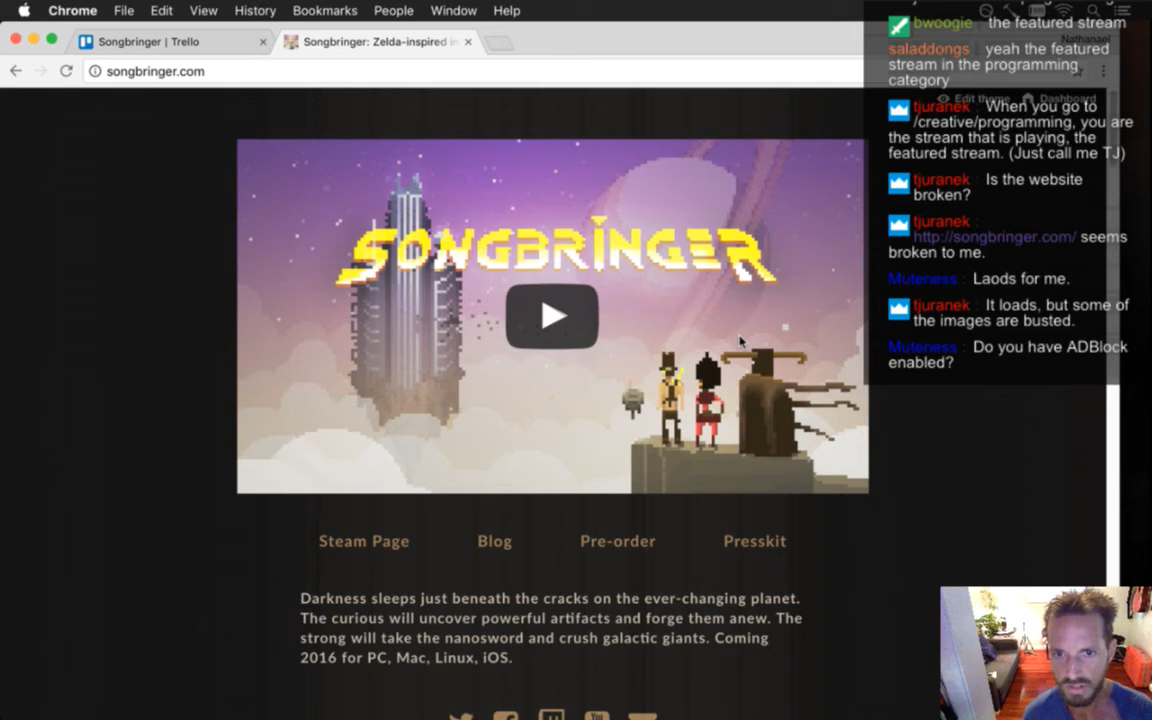 Chrome File Edit View History Bookmarks People Window Help
Songbringer | Trello
Songbringer: Zelda-inspired in
songbringer.com
Nathanael
Edit theme Dashboard
bwoogie the featured stream
saladdongs yeah the featured
stream in the programming
category
tjuranek When you go to
/creative/programming, you are
the stream that is playing, the
featured stream. (Just call me TJ)
tjuranek Is the website
broken?
tjuranek :
http://songbringer.com/ seems
broken to me.
Muteness : Laods for me.
tjuranek It loads, but some of
the images are busted.
Muteness : Do you have ADBlock
enabled?
SONGBRINGER
Steam Page Blog Pre-order Presskit
Darkness sleeps just beneath the cracks on the ever-changing planet.
The curious will uncover powerful artifacts and forge them anew. The
strong will take the nanosword and crush galactic giants. Coming
2016 for PC, Mac, Linux, iOS.